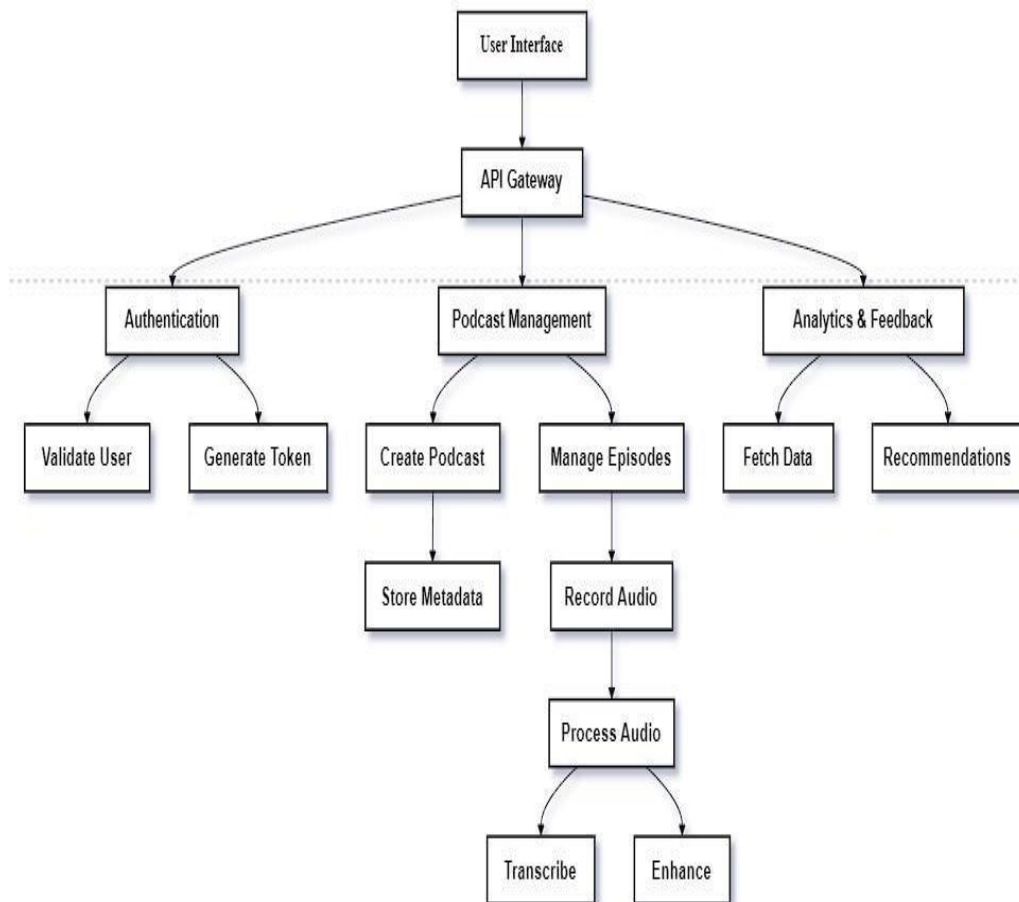 User Interface
API Gateway
Authentication
Podcast Management
Analytics & Feedback
Validate User
Generate Token
Create Podcast
Manage Episodes
Fetch Data
Recommendations
Store Metadata
Record Audio
Process Audio
Transcribe
Enhance